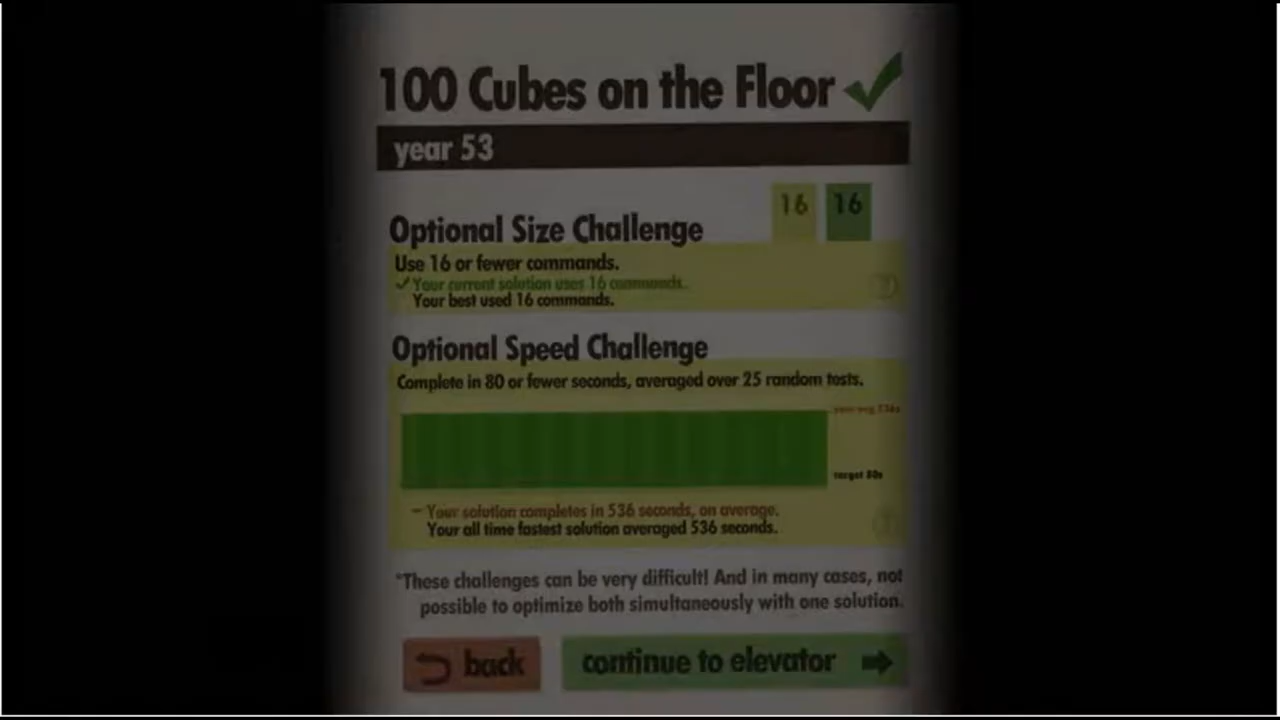 100 Cubes on the Floor
year 53
16 16
Optional Size Challenge
Use 16 or fewer commands.
Your current solution uses 16 commands.
Your best used 16 commands.
Optional Speed Challenge
Complete in 80 or fewer seconds, averaged over 25 random tests.
your avg 536s
target 80s
Your solution completes in 536 seconds, on average.
Your all time fastest solution averaged 536 seconds.
*These challenges can be very difficult! And in many cases, not
possible to optimize both simultaneously with one solution.
back
continue to elevator